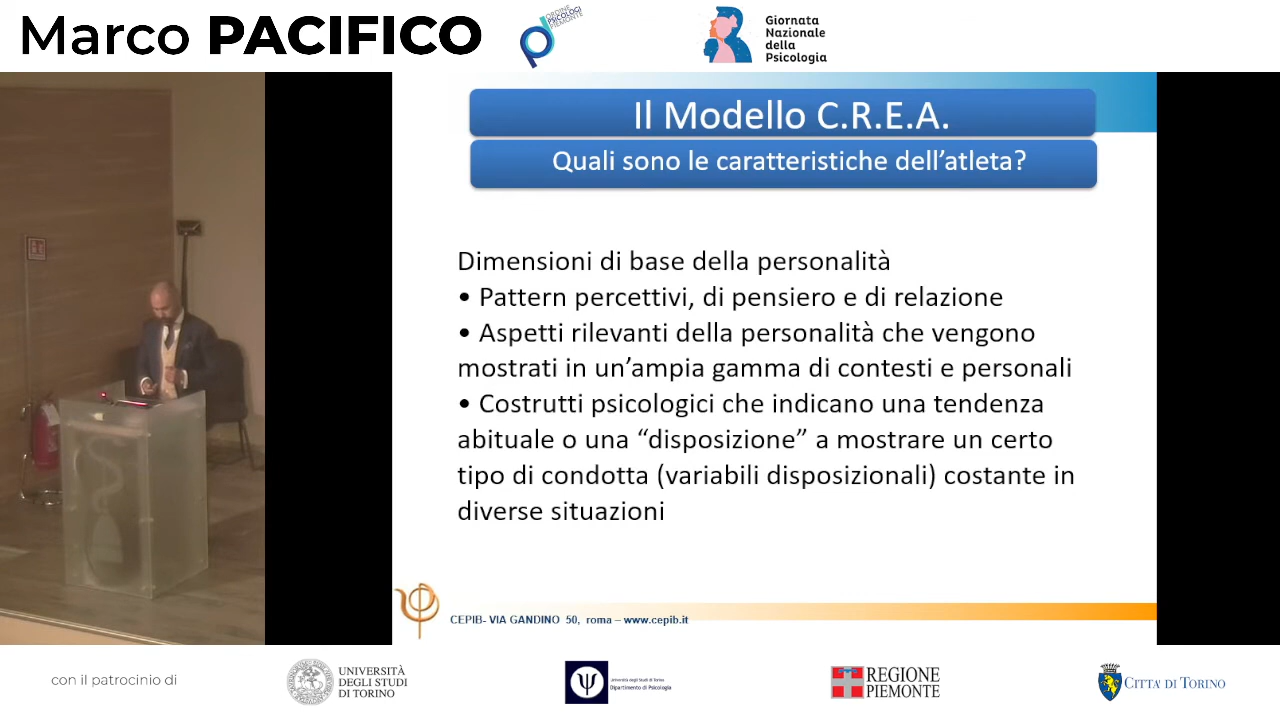 Marco PACIFICO
ORDINE
PSICOLOGI
PIEMONTE
Giornata
Nazionale
della
Psicologia
Il Modello C.R.E.A.
Quali sono le caratteristiche dell’atleta?
Dimensioni di base della personalità
• Pattern percettivi, di pensiero e di relazione
• Aspetti rilevanti della personalità che vengono
mostrati in un’ampia gamma di contesti e personali
• Costrutti psicologici che indicano una tendenza
abituale o una “disposizione” a mostrare un certo
tipo di condotta (variabili disposizionali) costante in
diverse situazioni
CEPIB- VIA GANDINO 50, roma – www.cepib.it
con il patrocinio di
UNIVERSITÀ
DEGLI STUDI
DI TORINO
Università degli Studi di Torino
Dipartimento di Psicologia
REGIONE
PIEMONTE
CITTA' DI TORINO